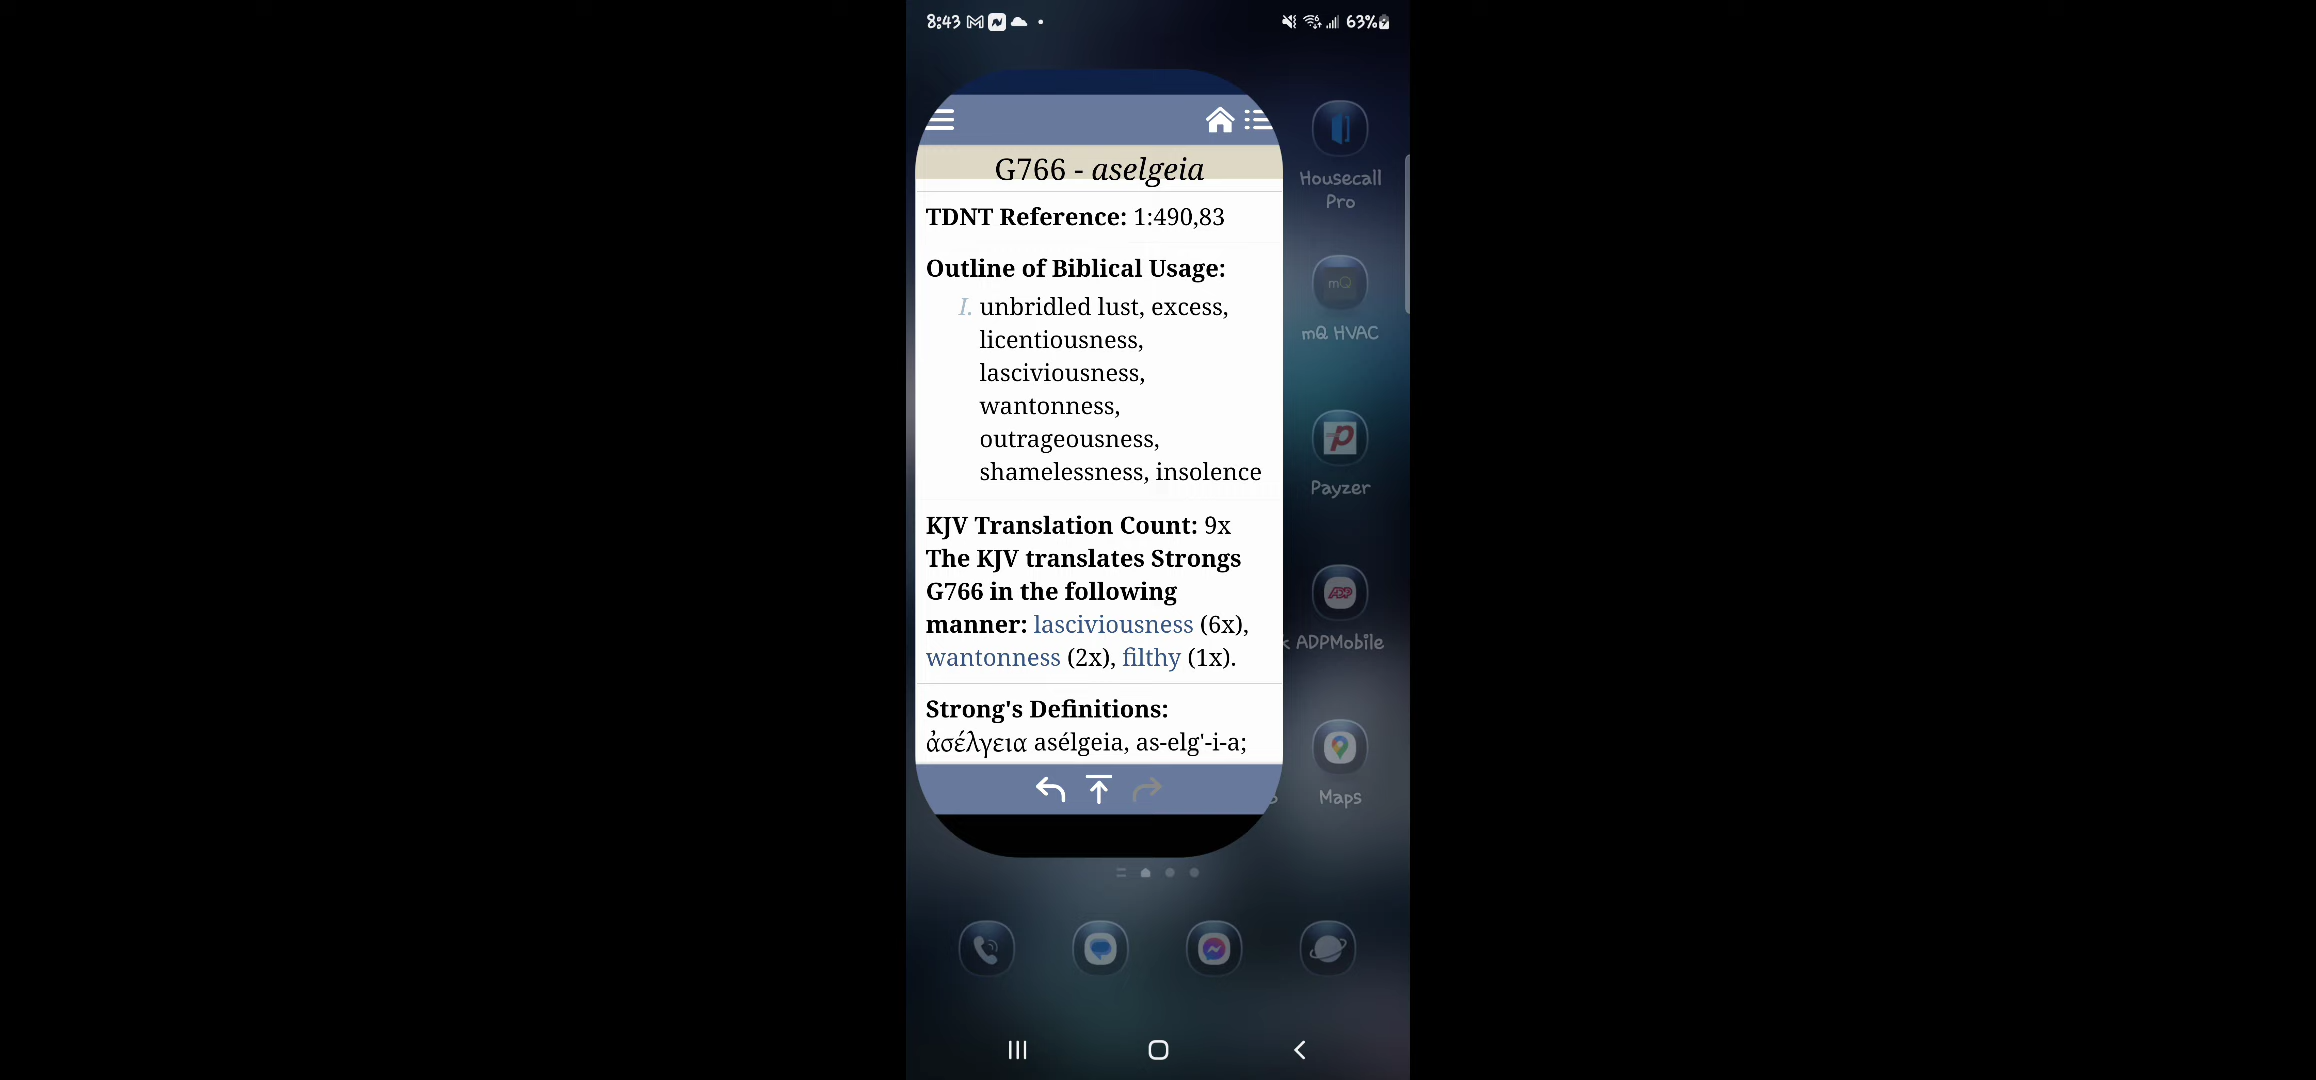 8:43
63%
G766 - aselgeia
TDNT Reference: 1:490,83
Outline of Biblical Usage:
I. unbridled lust, excess,
licentiousness,
lasciviousness,
wantonness,
outrageousness,
shamelessness, insolence
KJV Translation Count: 9x
The KJV translates Strongs
G766 in the following
manner: lasciviousness (6x),
wantonness (2x), filthy (1x).
Strong's Definitions:
ἀσέλγεια asélgeia, as-elg'-i-a;
Housecall
Pro
mQ
mQ HVAC
Payzer
ADP
ADPMobile
Maps